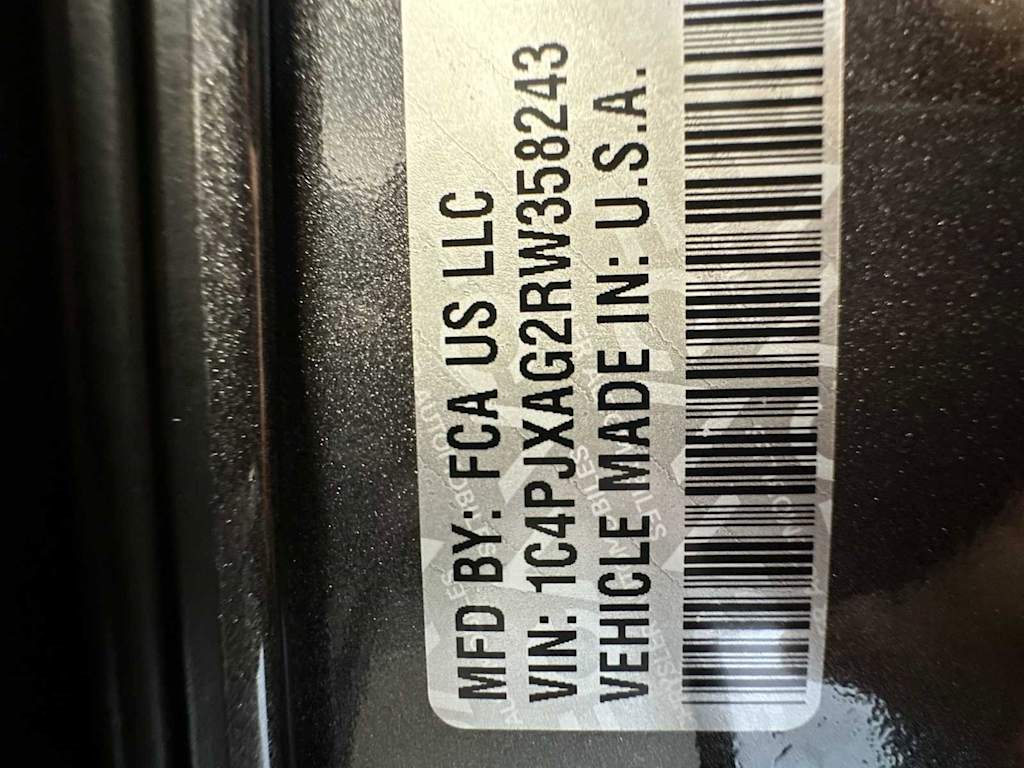 MFD BY: FCA US LLC
VIN: 1C4PJXAG2RW358243
VEHICLE MADE IN: U.S.A.